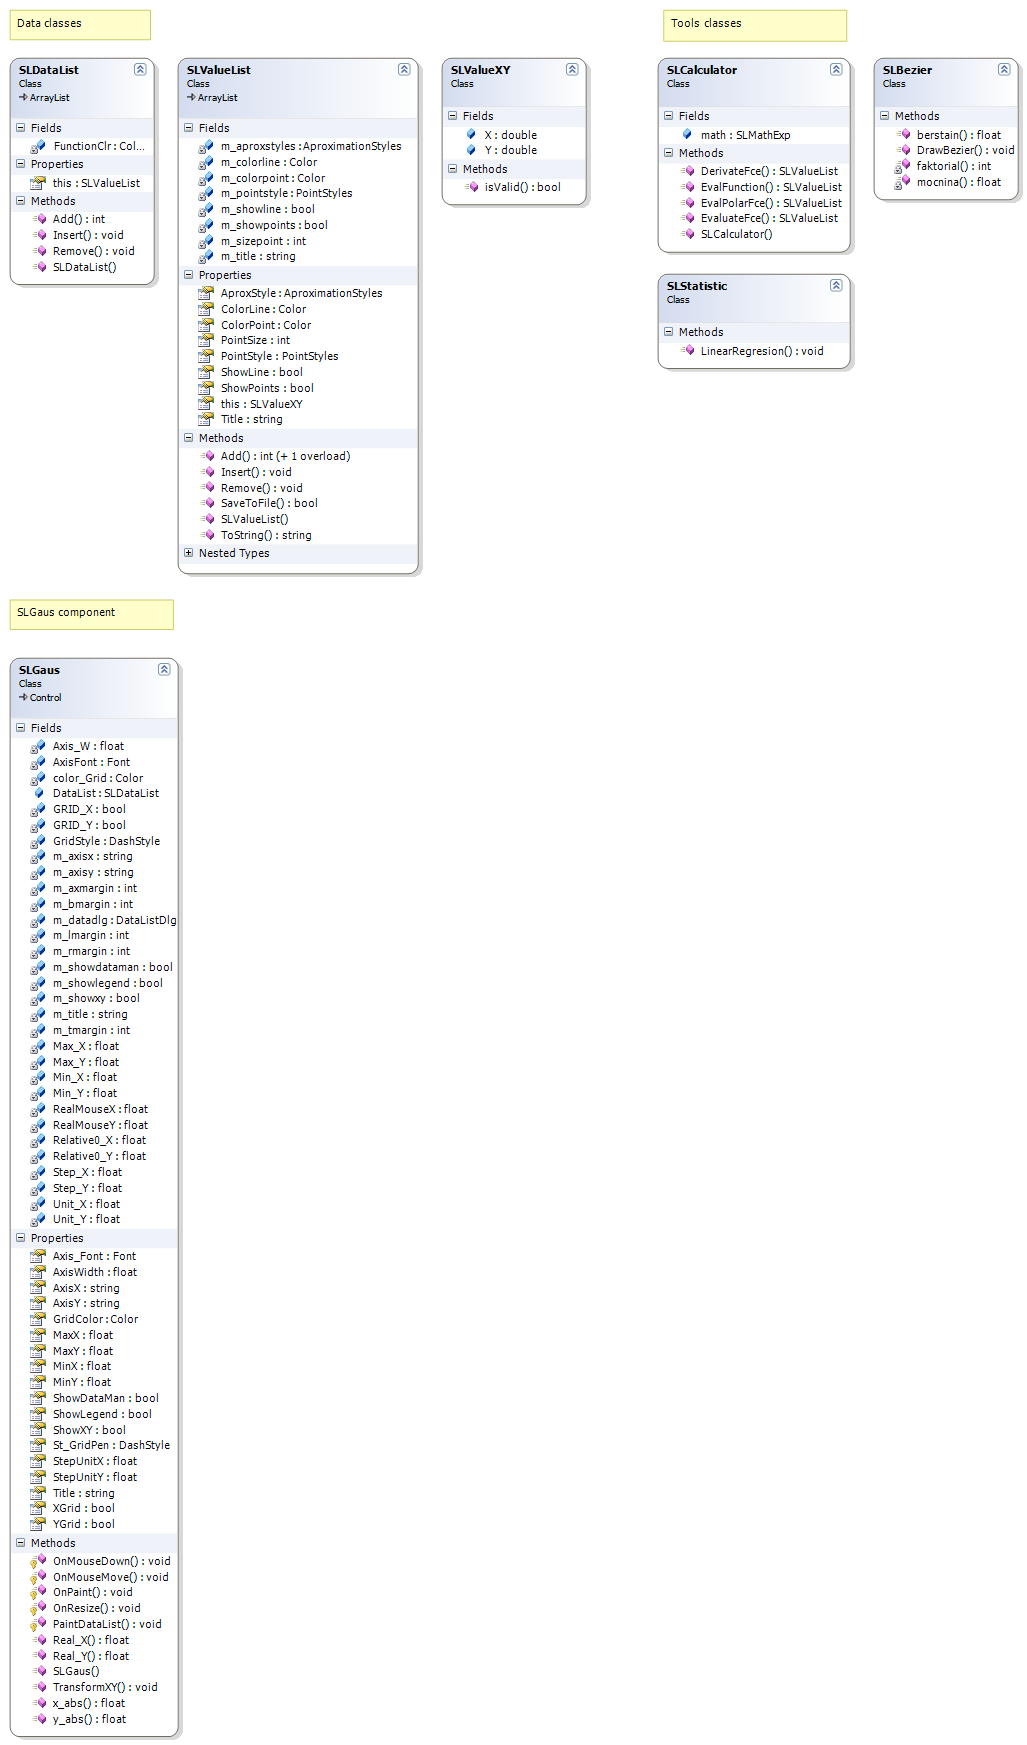 Data classes
Tools classes
SLDataList
Class
ArrayList
Fields
FunctionClr : Col...
Properties
this : SLValueList
Methods
Add() : int
Insert() : void
Remove() : void
SLDataList()
SLValueList
Class
ArrayList
Fields
m_aproxstyles : AproximationStyles
m_colorline : Color
m_colorpoint : Color
m_pointstyle : PointStyles
m_showline : bool
m_showpoints : bool
m_sizepoint : int
m_title : string
Properties
AproxStyle : AproximationStyles
ColorLine : Color
ColorPoint : Color
PointSize : int
PointStyle : PointStyles
ShowLine : bool
ShowPoints : bool
this : SLValueXY
Title : string
Methods
Add() : int (+ 1 overload)
Insert() : void
Remove() : void
SaveToFile() : bool
SLValueList()
ToString() : string
Nested Types
SLValueXY
Class
Fields
X : double
Y : double
Methods
isValid() : bool
SLCalculator
Class
Fields
math : SLMathExp
Methods
DerivateFce() : SLValueList
EvalFunction() : SLValueList
EvalPolarFce() : SLValueList
EvaluateFce() : SLValueList
SLCalculator()
SLBezier
Class
Methods
berstain() : float
DrawBezier() : void
faktorial() : int
mocnina() : float
SLStatistic
Class
Methods
LinearRegresion() : void
SLGaus component
SLGaus
Class
Control
Fields
Axis_W : float
AxisFont : Font
color_Grid : Color
DataList : SLDataList
GRID_X : bool
GRID_Y : bool
GridStyle : DashStyle
m_axisx : string
m_axisy : string
m_axmargin : int
m_bmargin : int
m_datadlg : DataListDlg
m_lmargin : int
m_rmargin : int
m_showdataman : bool
m_showlegend : bool
m_showxy : bool
m_title : string
m_tmargin : int
Max_X : float
Max_Y : float
Min_X : float
Min_Y : float
RealMouseX : float
RealMouseY : float
Relative0_X : float
Relative0_Y : float
Step_X : float
Step_Y : float
Unit_X : float
Unit_Y : float
Properties
Axis_Font : Font
AxisWidth : float
AxisX : string
AxisY : string
GridColor : Color
MaxX : float
MaxY : float
MinX : float
MinY : float
ShowDataMan : bool
ShowLegend : bool
ShowXY : bool
St_GridPen : DashStyle
StepUnitX : float
StepUnitY : float
Title : string
XGrid : bool
YGrid : bool
Methods
OnMouseDown() : void
OnMouseMove() : void
OnPaint() : void
OnResize() : void
PaintDataList() : void
Real_X() : float
Real_Y() : float
SLGaus()
TransformXY() : void
x_abs() : float
y_abs() : float